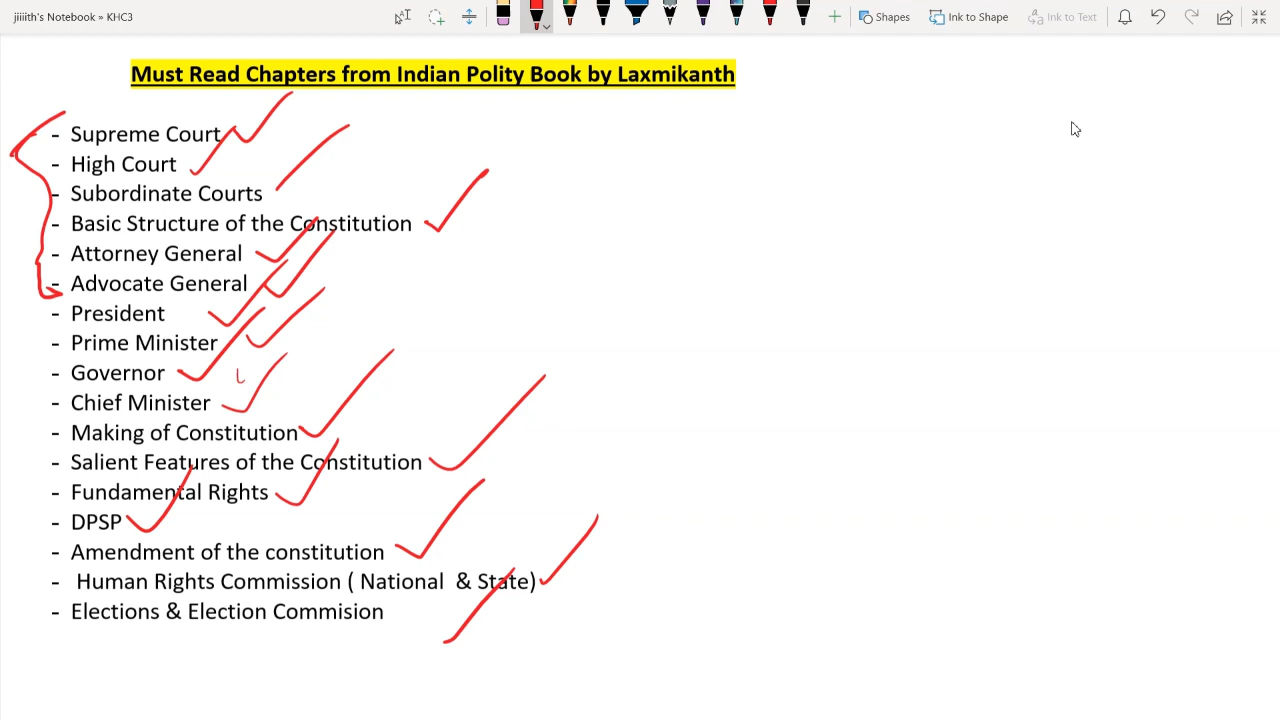 jiiiith's Notebook » KHC3
Shapes
Ink to Shape
Ink to Text
Must Read Chapters from Indian Polity Book by Laxmikanth
- Supreme Court
- High Court
- Subordinate Courts
- Basic Structure of the Constitution
- Attorney General
- Advocate General
- President
- Prime Minister
- Governor
- Chief Minister
- Making of Constitution
- Salient Features of the Constitution
- Fundamental Rights
- DPSP
- Amendment of the constitution
- Human Rights Commission ( National & State)
- Elections & Election Commision